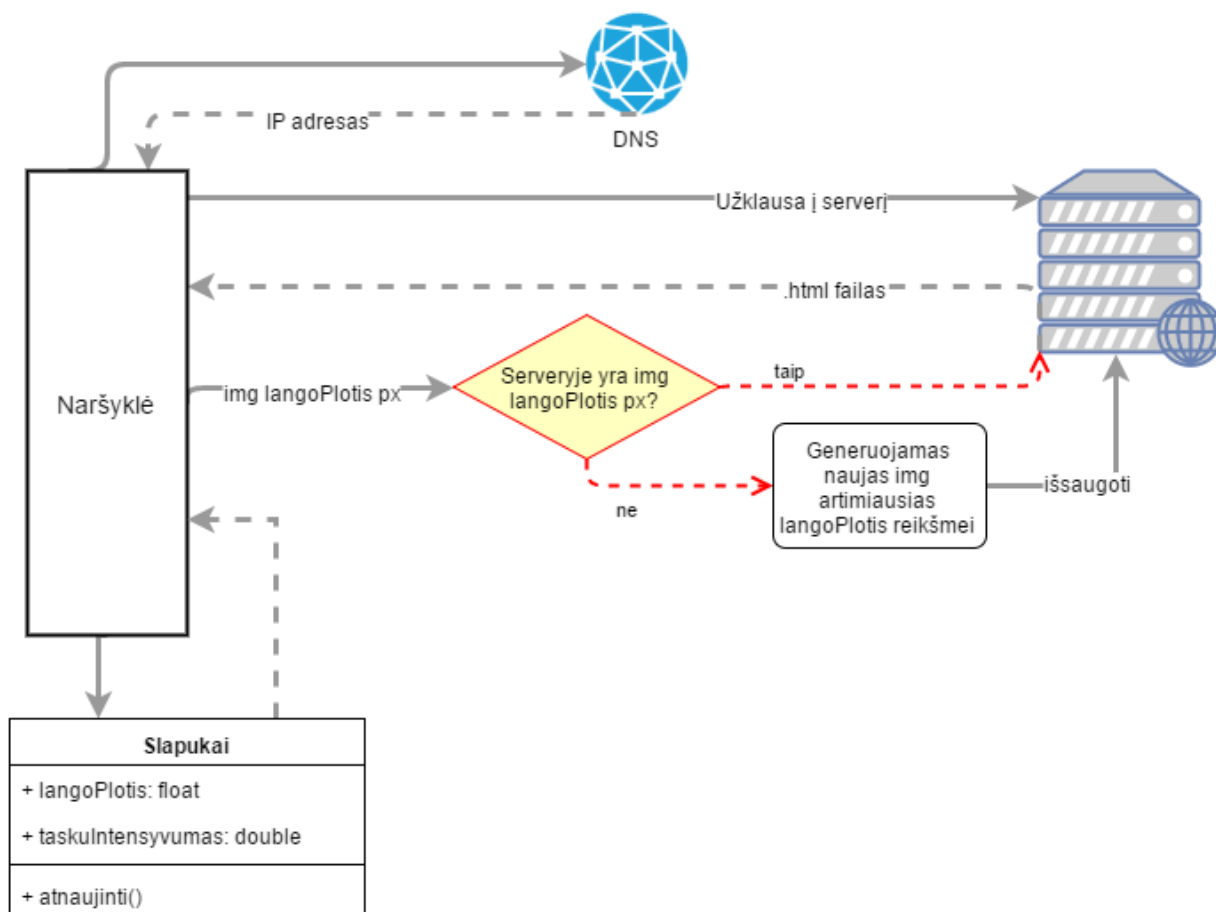 IP adresas
DNS
Užklausa į serverį
.html failas
Naršyklė
img langoPlotis px
Serveryje yra img
langoPlotis px?
taip
ne
Generuojamas
naujas img
artimiausias
langoPlotis reikšmei
išsaugoti
Slapukai
+ langoPlotis: float
+ taskuIntensyvumas: double
+ atnaujinti()